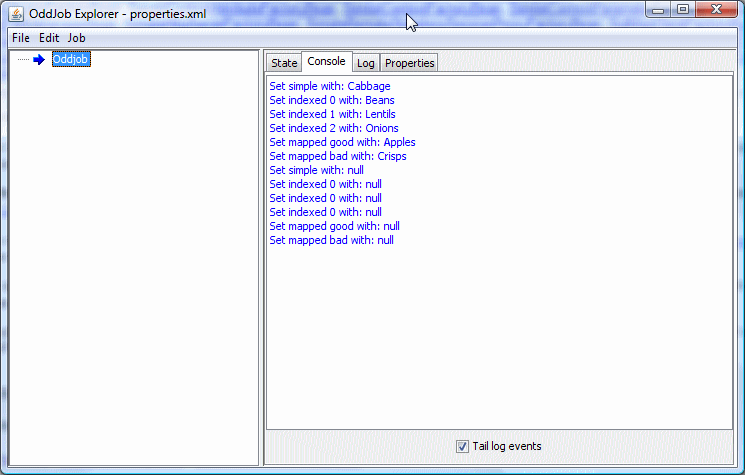 OddJob Explorer - properties.xml
File Edit Job
Oddjob
State Console Log Properties
Set simple with: Cabbage
Set indexed 0 with: Beans
Set indexed 1 with: Lentils
Set indexed 2 with: Onions
Set mapped good with: Apples
Set mapped bad with: Crisps
Set simple with: null
Set indexed 0 with: null
Set indexed 0 with: null
Set indexed 0 with: null
Set mapped good with: null
Set mapped bad with: null
Tail log events